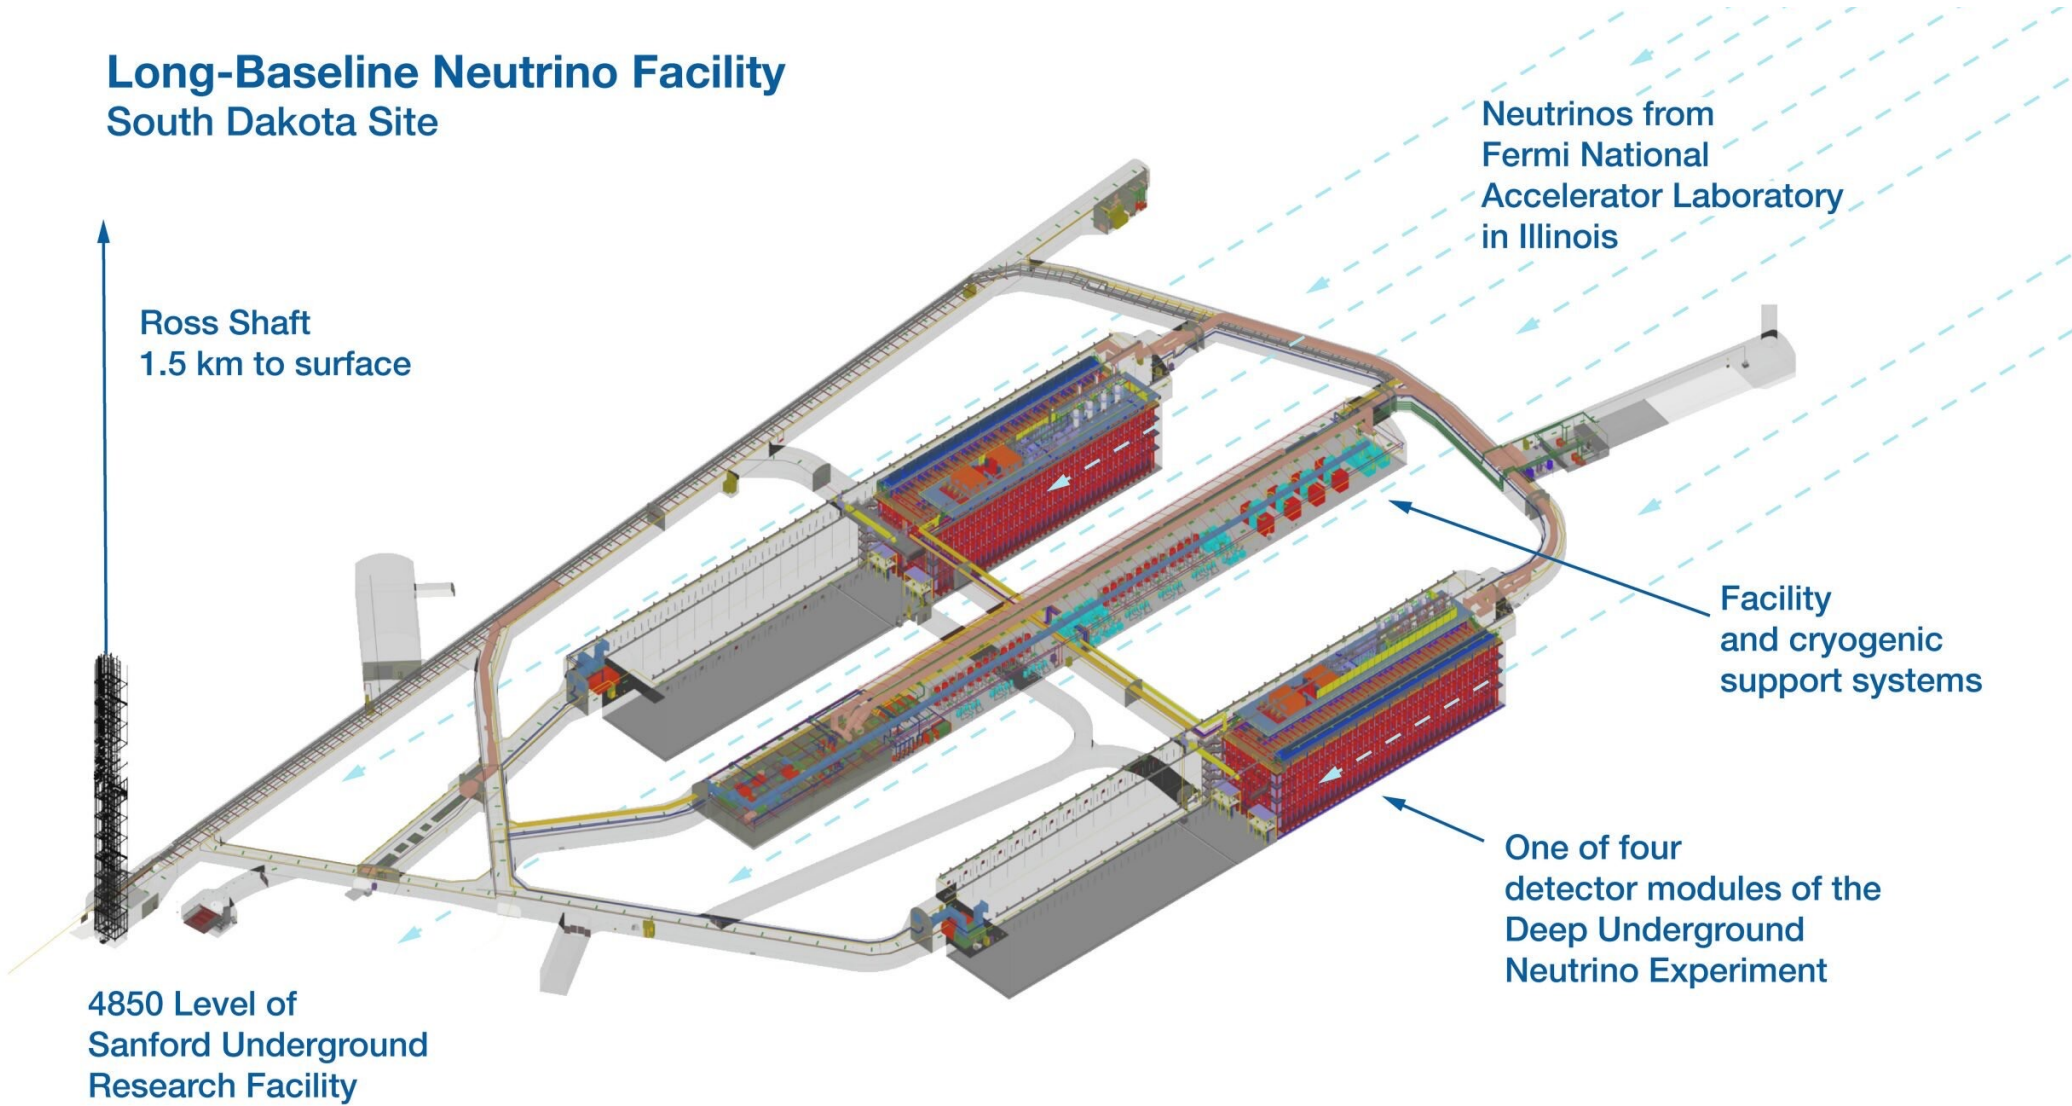 Long-Baseline Neutrino Facility
South Dakota Site
Neutrinos from
Fermi National
Accelerator Laboratory
in Illinois
Ross Shaft
1.5 km to surface
Facility
and cryogenic
support systems
One of four
detector modules of the
Deep Underground
Neutrino Experiment
4850 Level of
Sanford Underground
Research Facility